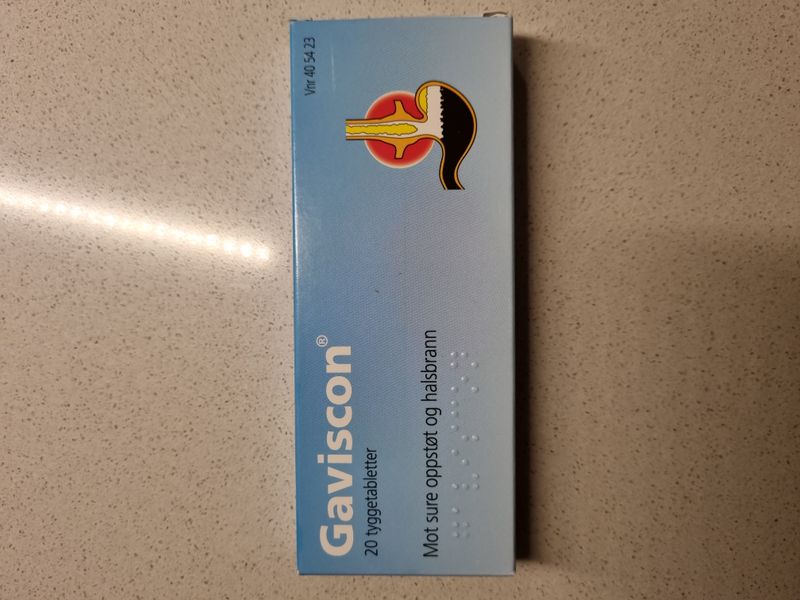 Vnr 40 54 23
Gaviscon®
20 tyggetabletter
Mot sure oppstøt og halsbrann